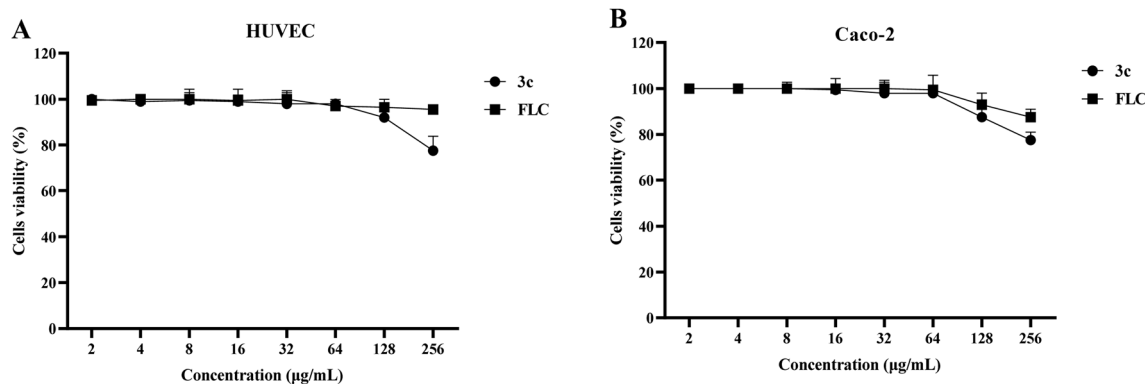 A
HUVEC
120
100
80
60
40
20
0
Cells viability (%)
2 4 8 16 32 64 128 256
Concentration (μg/mL)
3c
FLC
B
Caco-2
120
100
80
60
40
20
0
Cells viability (%)
2 4 8 16 32 64 128 256
Concentration (μg/mL)
3c
FLC